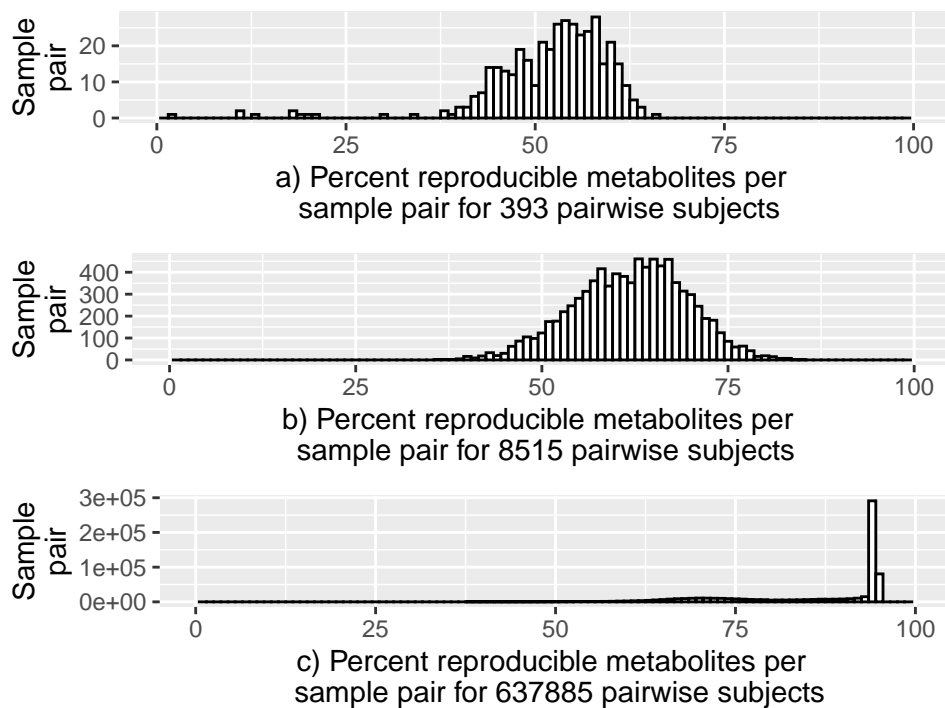 Sample
pair
20
10
0
0
25
50
75
100
a) Percent reproducible metabolites per
sample pair for 393 pairwise subjects
Sample
pair
400
300
200
100
0
0
25
50
75
100
b) Percent reproducible metabolites per
sample pair for 8515 pairwise subjects
Sample
pair
3e+05
2e+05
1e+05
0e+00
0
25
50
75
100
c) Percent reproducible metabolites per
sample pair for 637885 pairwise subjects